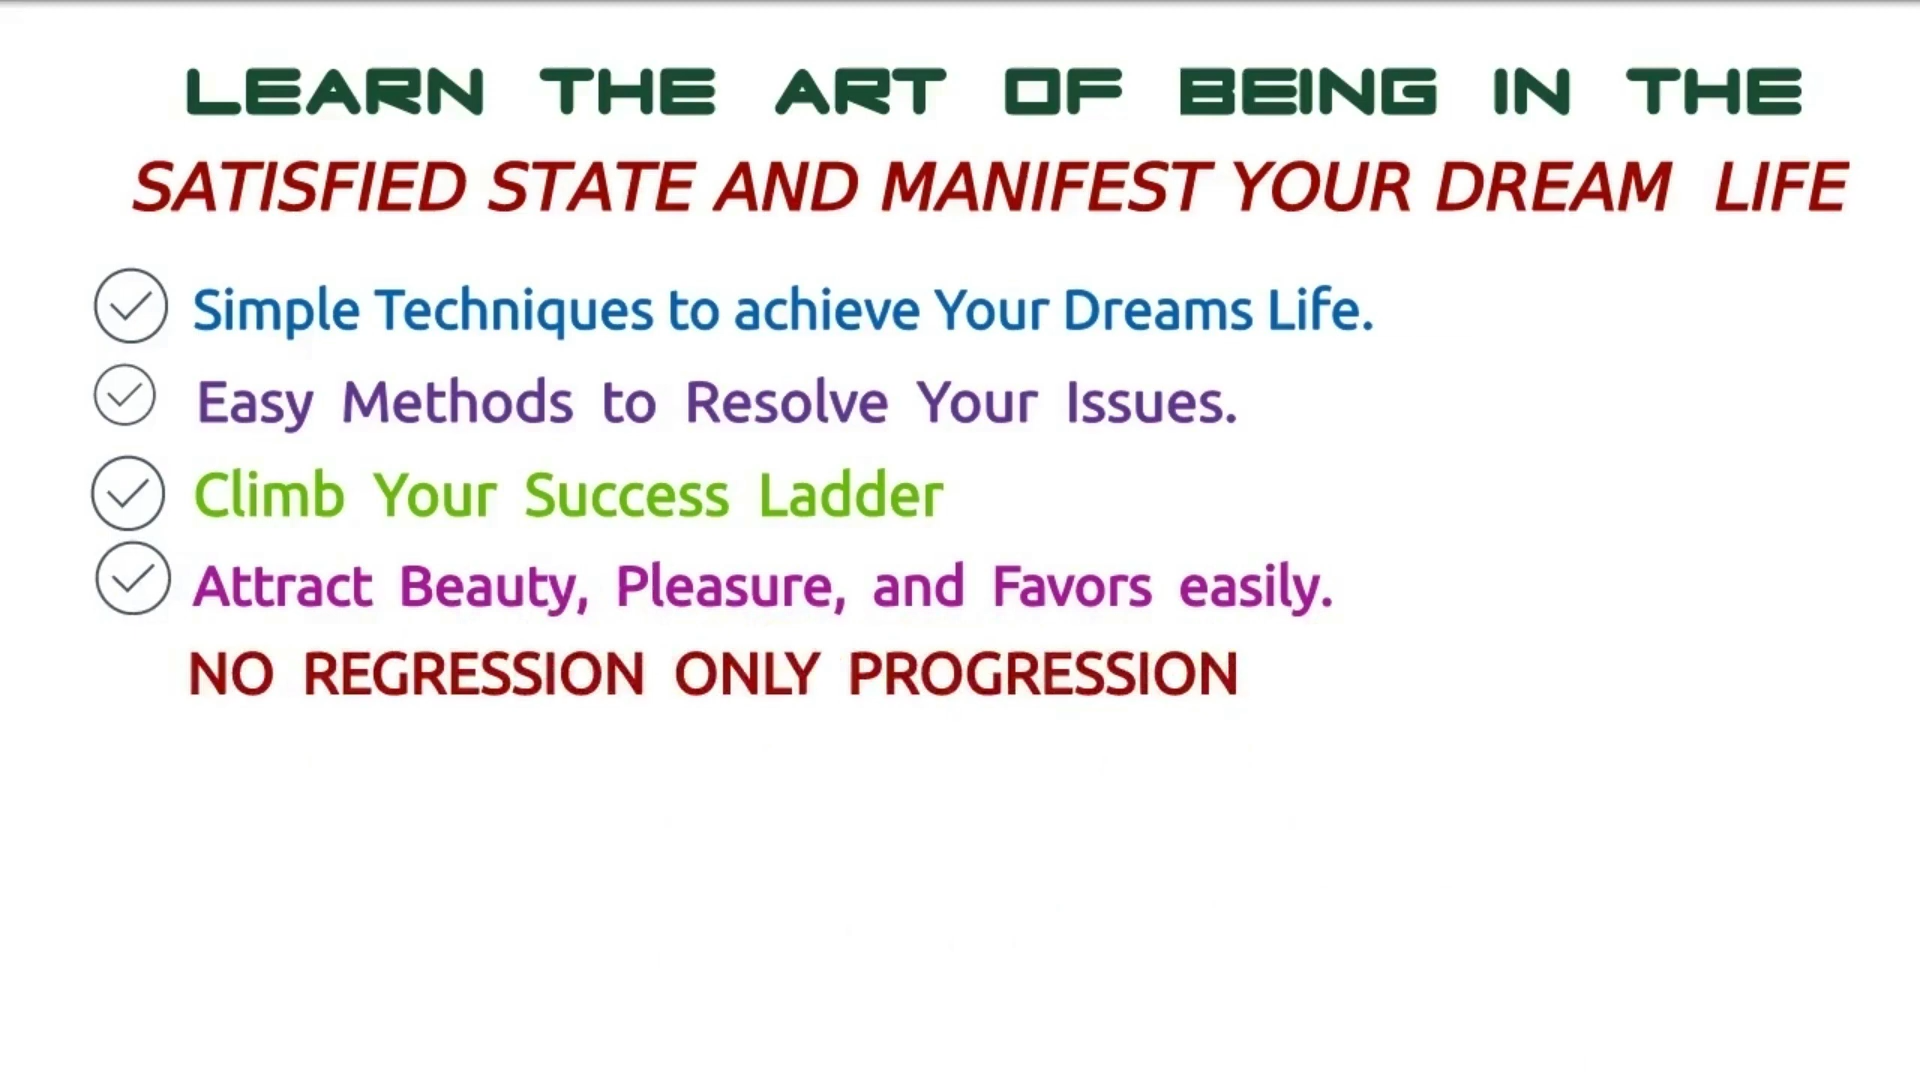 LEARN THE ART OF BEING IN THE
SATISFIED STATE AND MANIFEST YOUR DREAM LIFE
Simple Techniques to achieve Your Dreams Life.
Easy Methods to Resolve Your Issues.
Climb Your Success Ladder
Attract Beauty, Pleasure, and Favors easily.
NO REGRESSION ONLY PROGRESSION